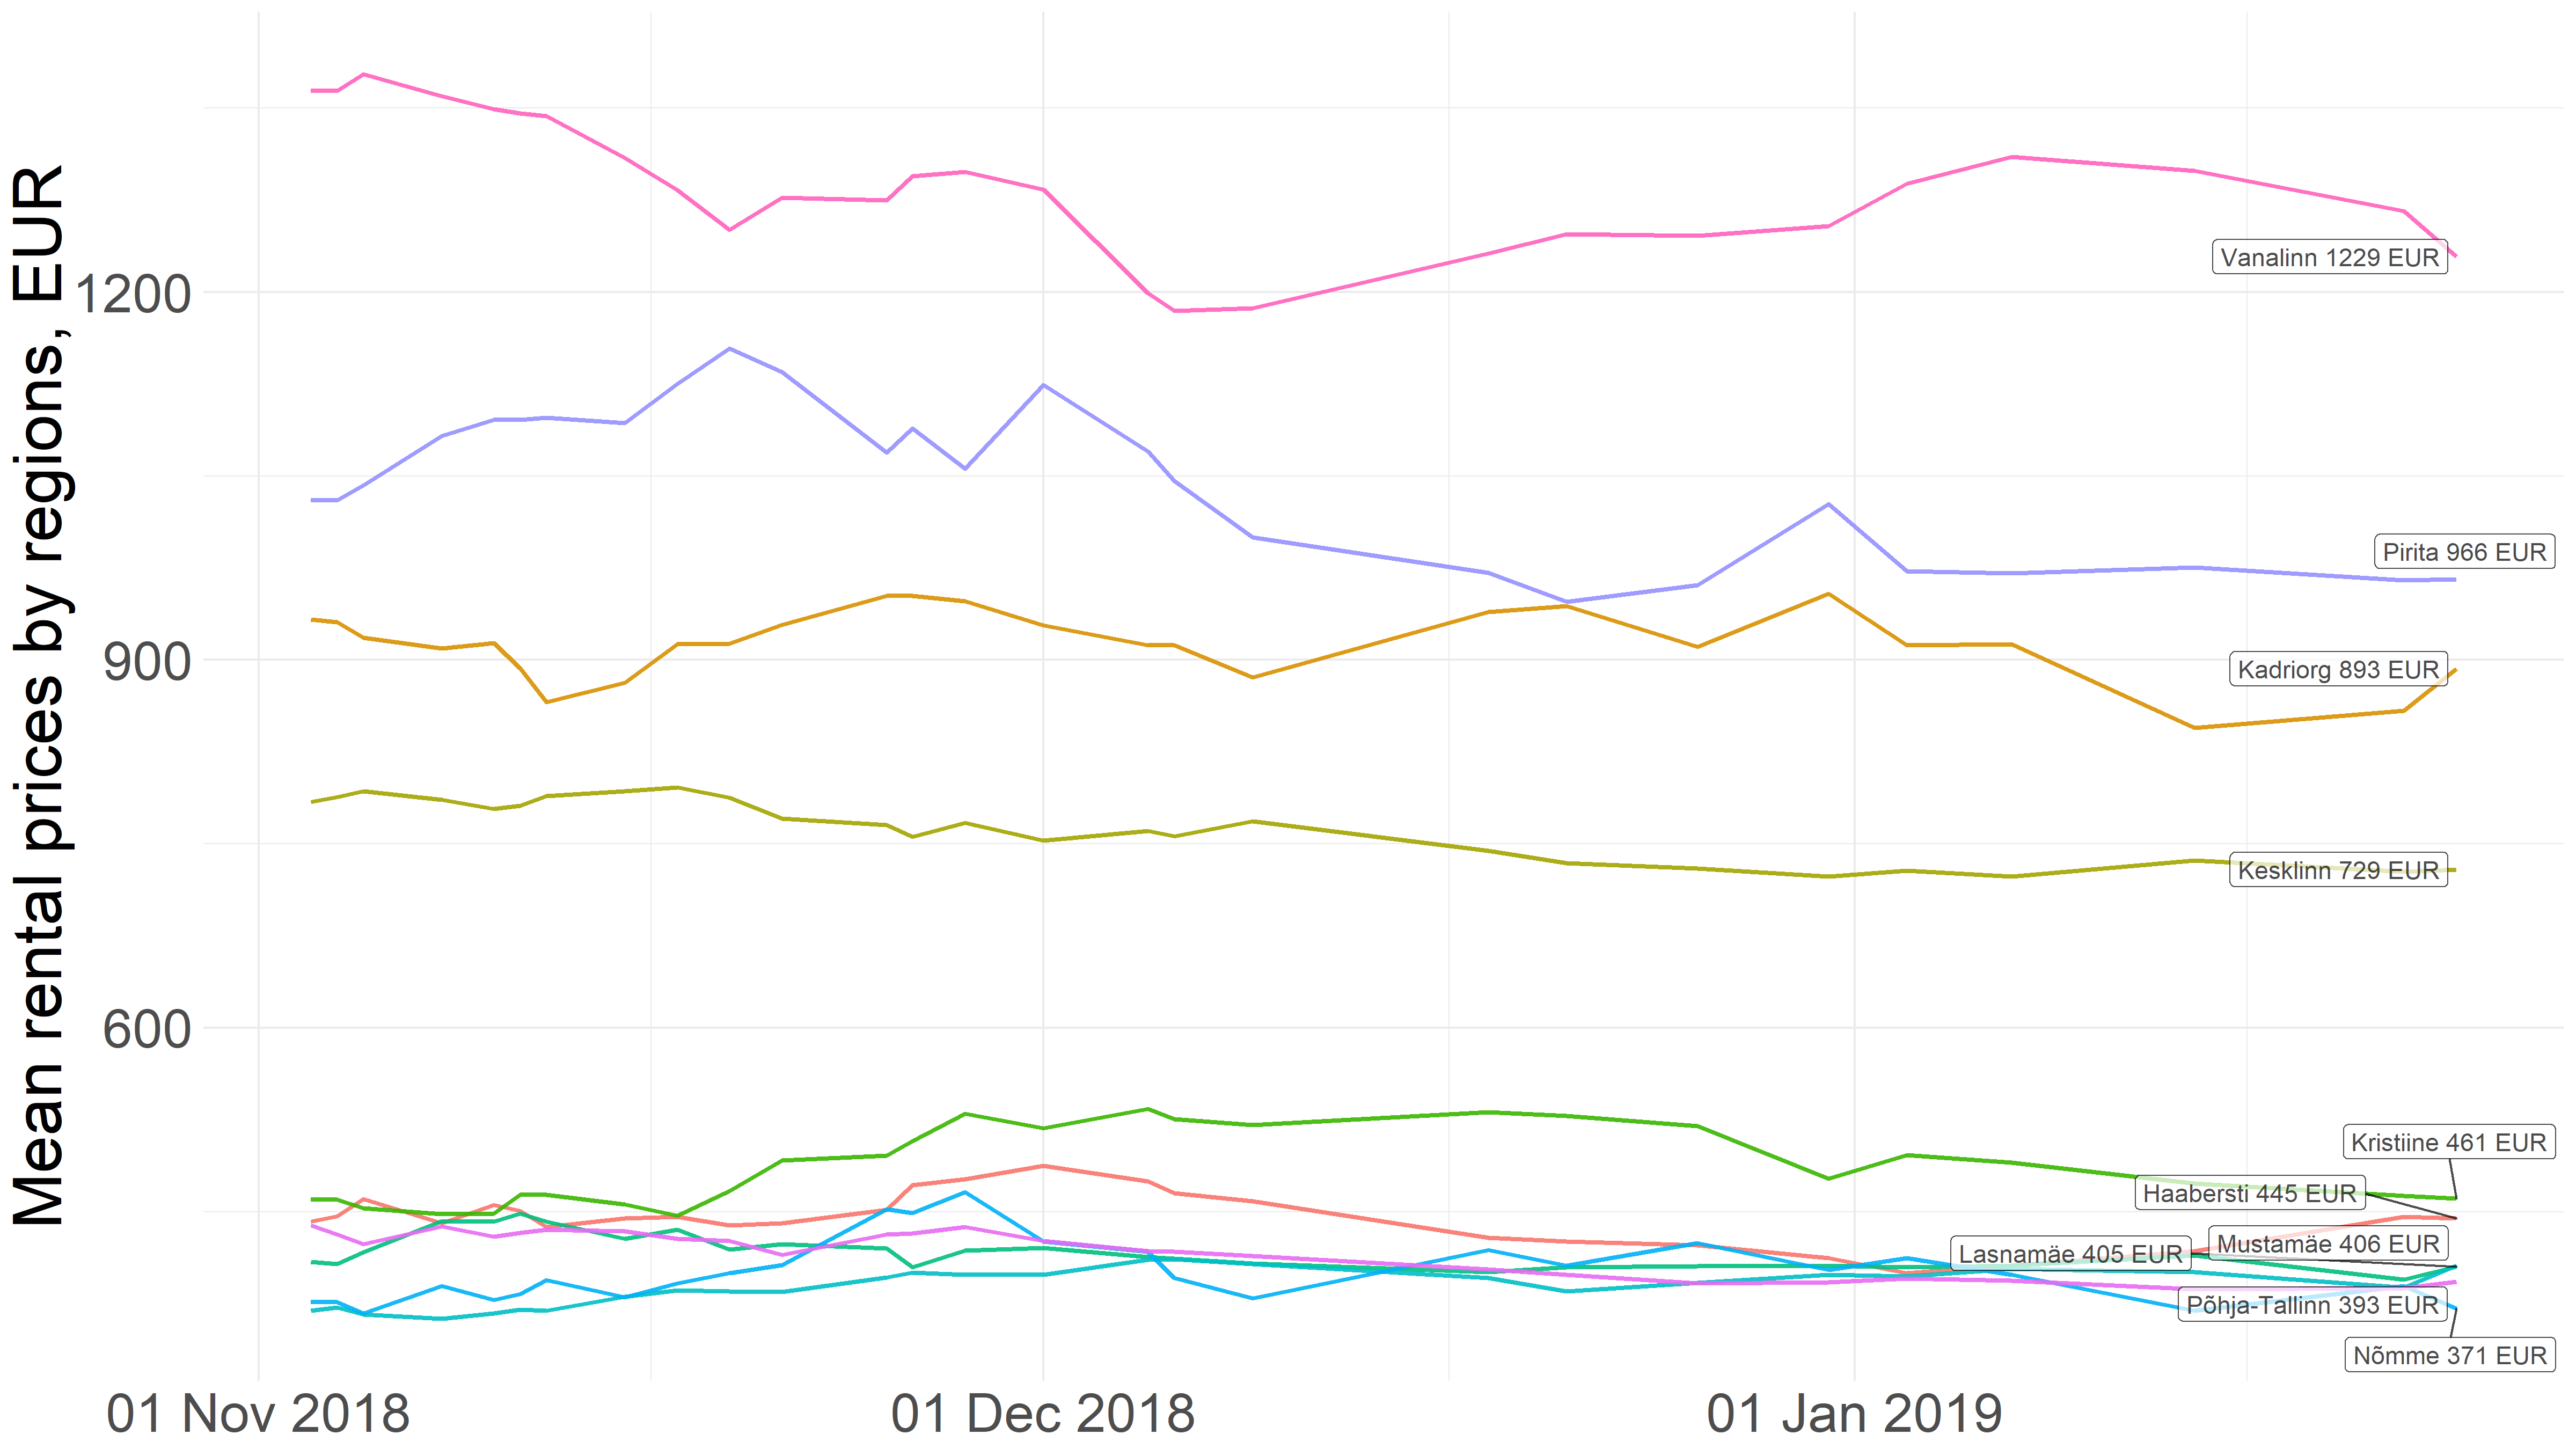 Mean rental prices by regions, EUR
1200
900
600
Vanalinn 1229 EUR
Pirita 966 EUR
Kadriorg 893 EUR
Kesklinn 729 EUR
Kristiine 461 EUR
Haabersti 445 EUR
Mustamäe 406 EUR
Lasnamäe 405 EUR
Põhja-Tallinn 393 EUR
Nõmme 371 EUR
01 Nov 2018
01 Dec 2018
01 Jan 2019